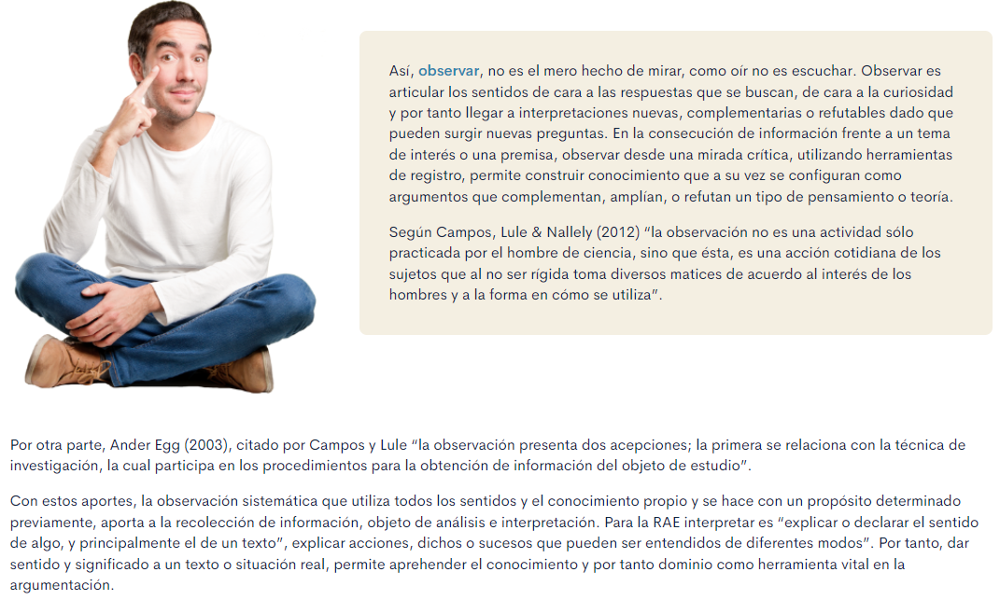 Así, observar, no es el mero hecho de mirar, como oír no es escuchar. Observar es
articular los sentidos de cara a las respuestas que se buscan, de cara a la curiosidad
y por tanto llegar a interpretaciones nuevas, complementarias o refutables dado que
pueden surgir nuevas preguntas. En la consecución de información frente a un tema
de interés o una premisa, observar desde una mirada crítica, utilizando herramientas
de registro, permite construir conocimiento que a su vez se configuran como
argumentos que complementan, amplían, o refutan un tipo de pensamiento o teoría.
Según Campos, Lule & Nallely (2012) “la observación no es una actividad sólo
practicada por el hombre de ciencia, sino que ésta, es una acción cotidiana de los
sujetos que al no ser rígida toma diversos matices de acuerdo al interés de los
hombres y a la forma en cómo se utiliza”.
Por otra parte, Ander Egg (2003), citado por Campos y Lule “la observación presenta dos acepciones; la primera se relaciona con la técnica de
investigación, la cual participa en los procedimientos para la obtención de información del objeto de estudio”.
Con estos aportes, la observación sistemática que utiliza todos los sentidos y el conocimiento propio y se hace con un propósito determinado
previamente, aporta a la recolección de información, objeto de análisis e interpretación. Para la RAE interpretar es “explicar o declarar el sentido
de algo, y principalmente el de un texto”, explicar acciones, dichos o sucesos que pueden ser entendidos de diferentes modos”. Por tanto, dar
sentido y significado a un texto o situación real, permite aprehender el conocimiento y por tanto dominio como herramienta vital en la
argumentación.